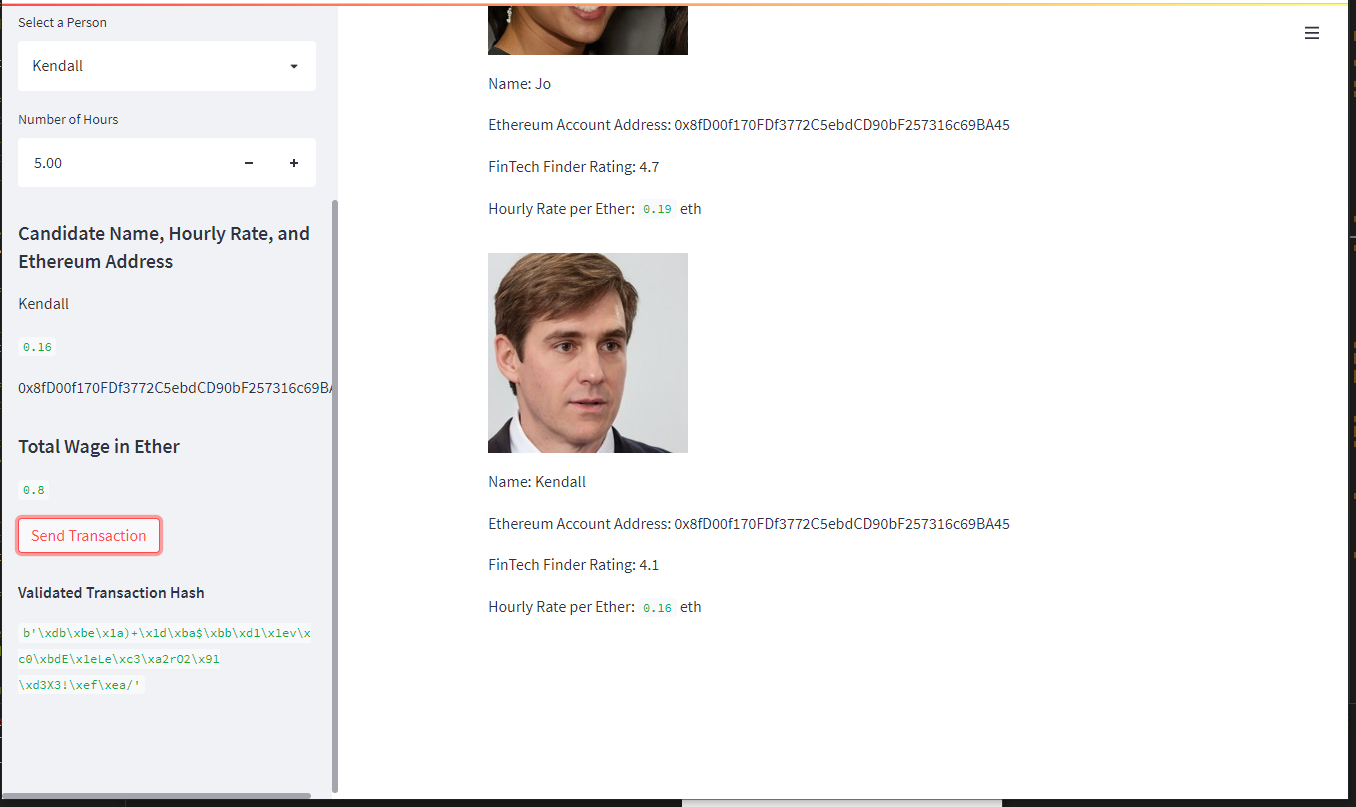 Select a Person
Kendall
Number of Hours
5.00
Candidate Name, Hourly Rate, and
Ethereum Address
Kendall
0.16
0x8fD00f170FDf3772C5ebdCD90bF257316c69BA
Total Wage in Ether
0.8
Send Transaction
Validated Transaction Hash
b'\xdb\xbe\x1a)+\x1d\xba$\xbb\xd1\x1ev\x
c0\xbdE\x1eLe\xc3\xa2rO2\x91
\xd3X3!\xef\xea/'
Name: Jo
Ethereum Account Address: 0x8fD00f170FDf3772C5ebdCD90bF257316c69BA45
FinTech Finder Rating: 4.7
Hourly Rate per Ether: 0.19 eth
Name: Kendall
Ethereum Account Address: 0x8fD00f170FDf3772C5ebdCD90bF257316c69BA45
FinTech Finder Rating: 4.1
Hourly Rate per Ether: 0.16 eth